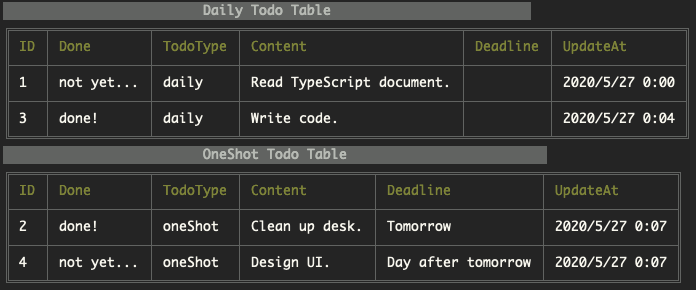 Daily Todo Table
ID Done TodoType Content Deadline UpdateAt
1 not yet... daily Read TypeScript document. 2020/5/27 0:00
3 done! daily Write code. 2020/5/27 0:04
OneShot Todo Table
ID Done TodoType Content Deadline UpdateAt
2 done! oneShot Clean up desk. Tomorrow 2020/5/27 0:07
4 not yet... oneShot Design UI. Day after tomorrow 2020/5/27 0:07